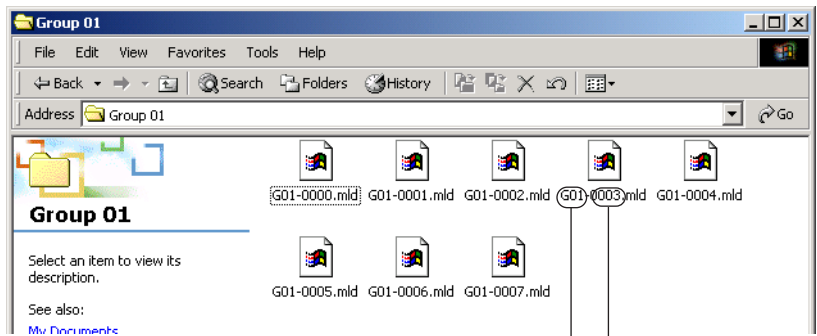 Group 01
File Edit View Favorites Tools Help
Back Search Folders History
Address Group 01 Go
G01-0000.mld G01-0001.mld G01-0002.mld G01-0003.mld G01-0004.mld
Group 01
Select an item to view its
description.
G01-0005.mld G01-0006.mld G01-0007.mld
See also:
My Documents